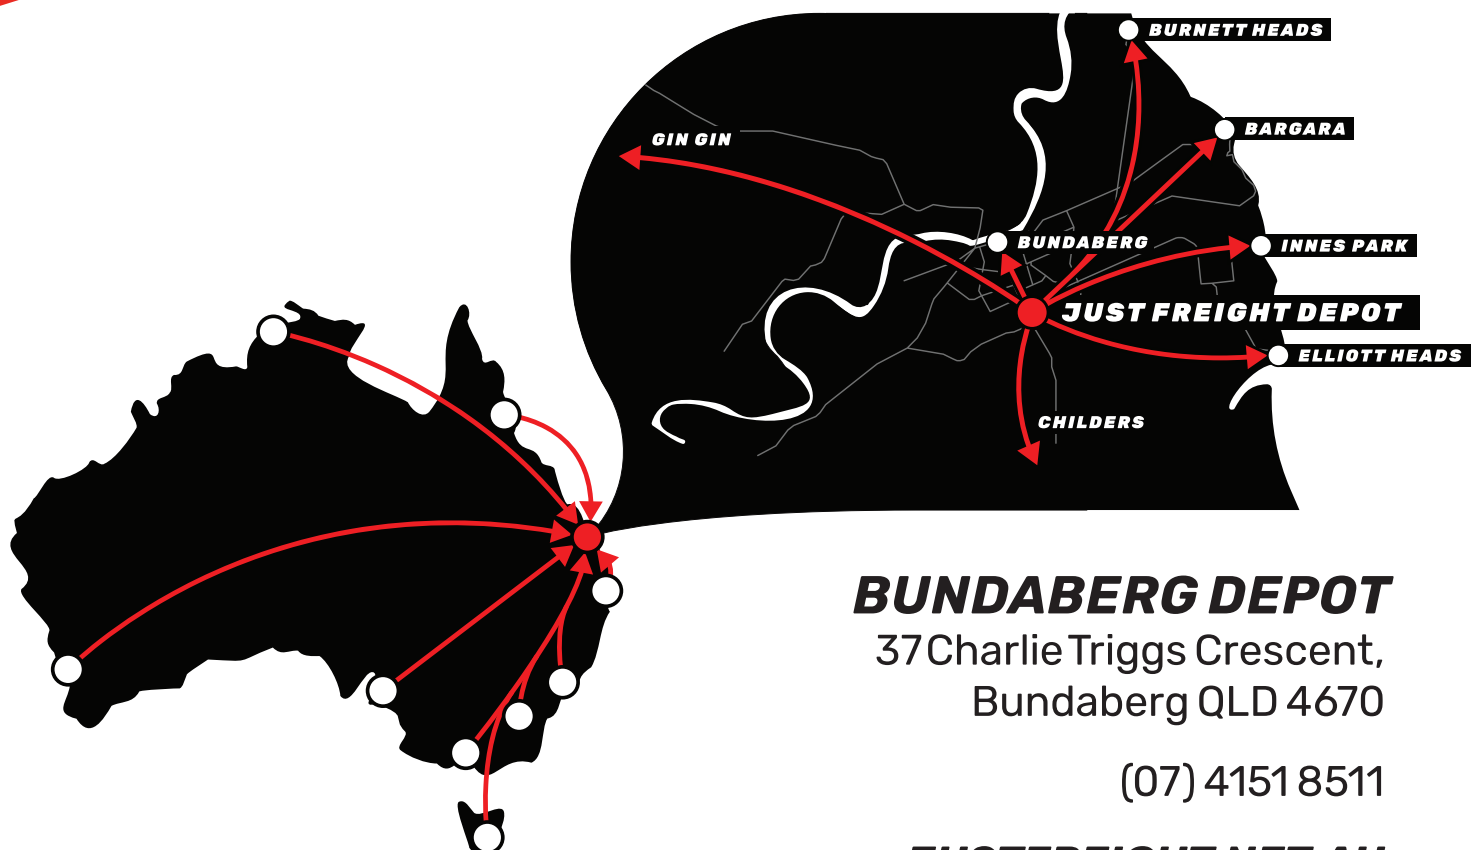 BURNETT HEADS
BARGARA
GIN GIN
BUNDABERG
INNES PARK
JUST FREIGHT DEPOT
ELLIOTT HEADS
CHILDERS
BUNDABERG DEPOT
37 Charlie Triggs Crescent,
Bundaberg QLD 4670
(07) 4151 8511